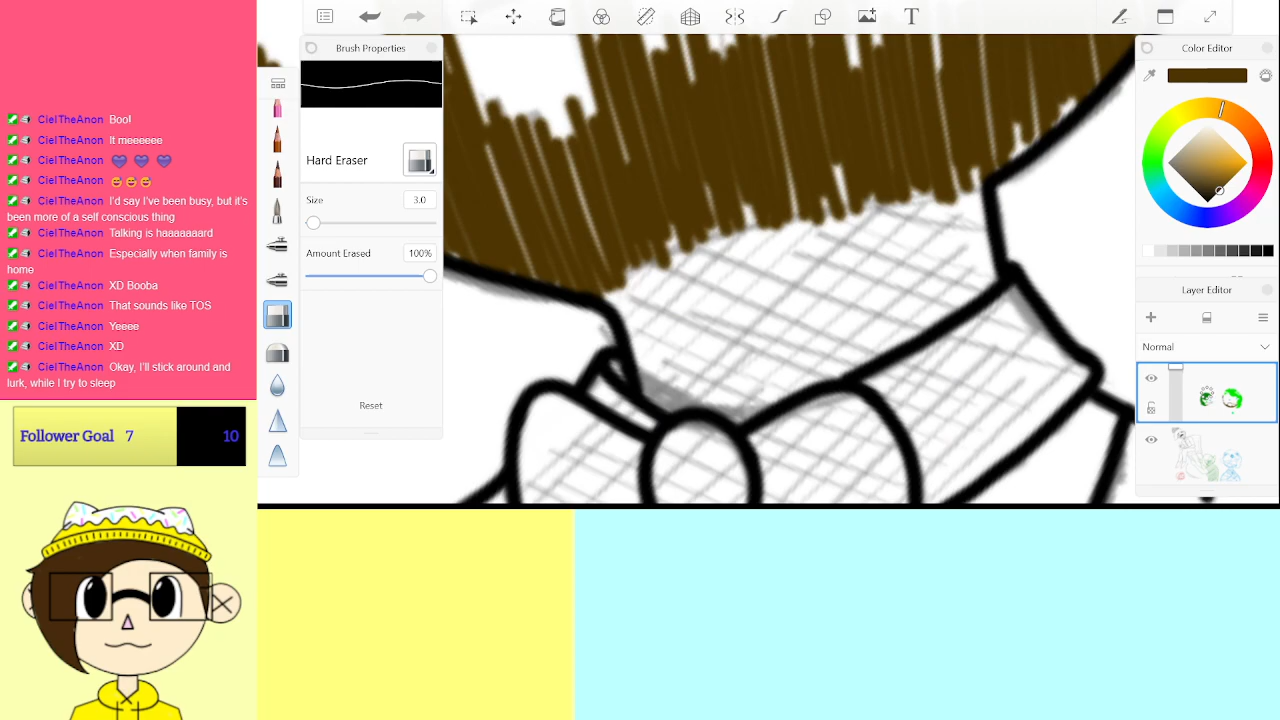 CielTheAnon Boo!
CielTheAnon It meeeeee
CielTheAnon 💜 💜 💜
CielTheAnon 😅 😅 😅
CielTheAnon I'd say I've been busy, but it's
been more of a self conscious thing
CielTheAnon Talking is haaaaaard
CielTheAnon Especially when family is
home
CielTheAnon XD Booba
CielTheAnon That sounds like TOS
CielTheAnon Yeeee
CielTheAnon XD
CielTheAnon Okay, I'll stick around and
lurk, while I try to sleep
Follower Goal 7 10
T
Brush Properties
Hard Eraser
Size 3.0
Amount Erased 100%
Reset
Color Editor
Layer Editor
Normal